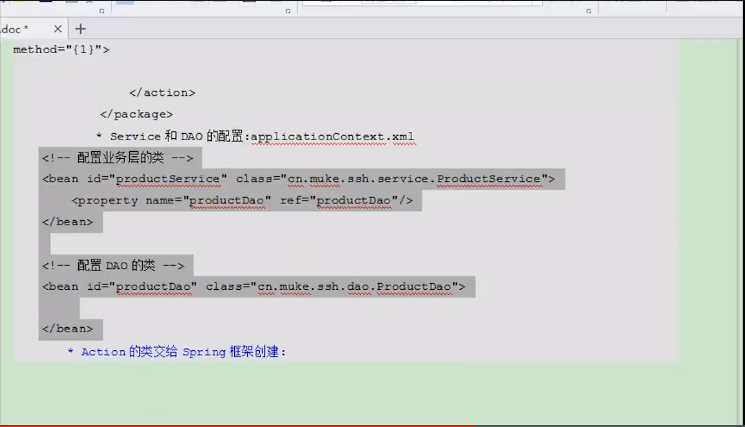 .doc *
method="{1}">
</action>
</package>
* Service 和 DAO 的配置:applicationContext.xml
<!-- 配置业务层的类 -->
<bean id="productService" class="cn.muke.ssh.service.ProductService">
<property name="productDao" ref="productDao"/>
</bean>
<!-- 配置 DAO 的类 -->
<bean id="productDao" class="cn.muke.ssh.dao.ProductDao">
</bean>
* Action 的类交给 Spring 框架创建: